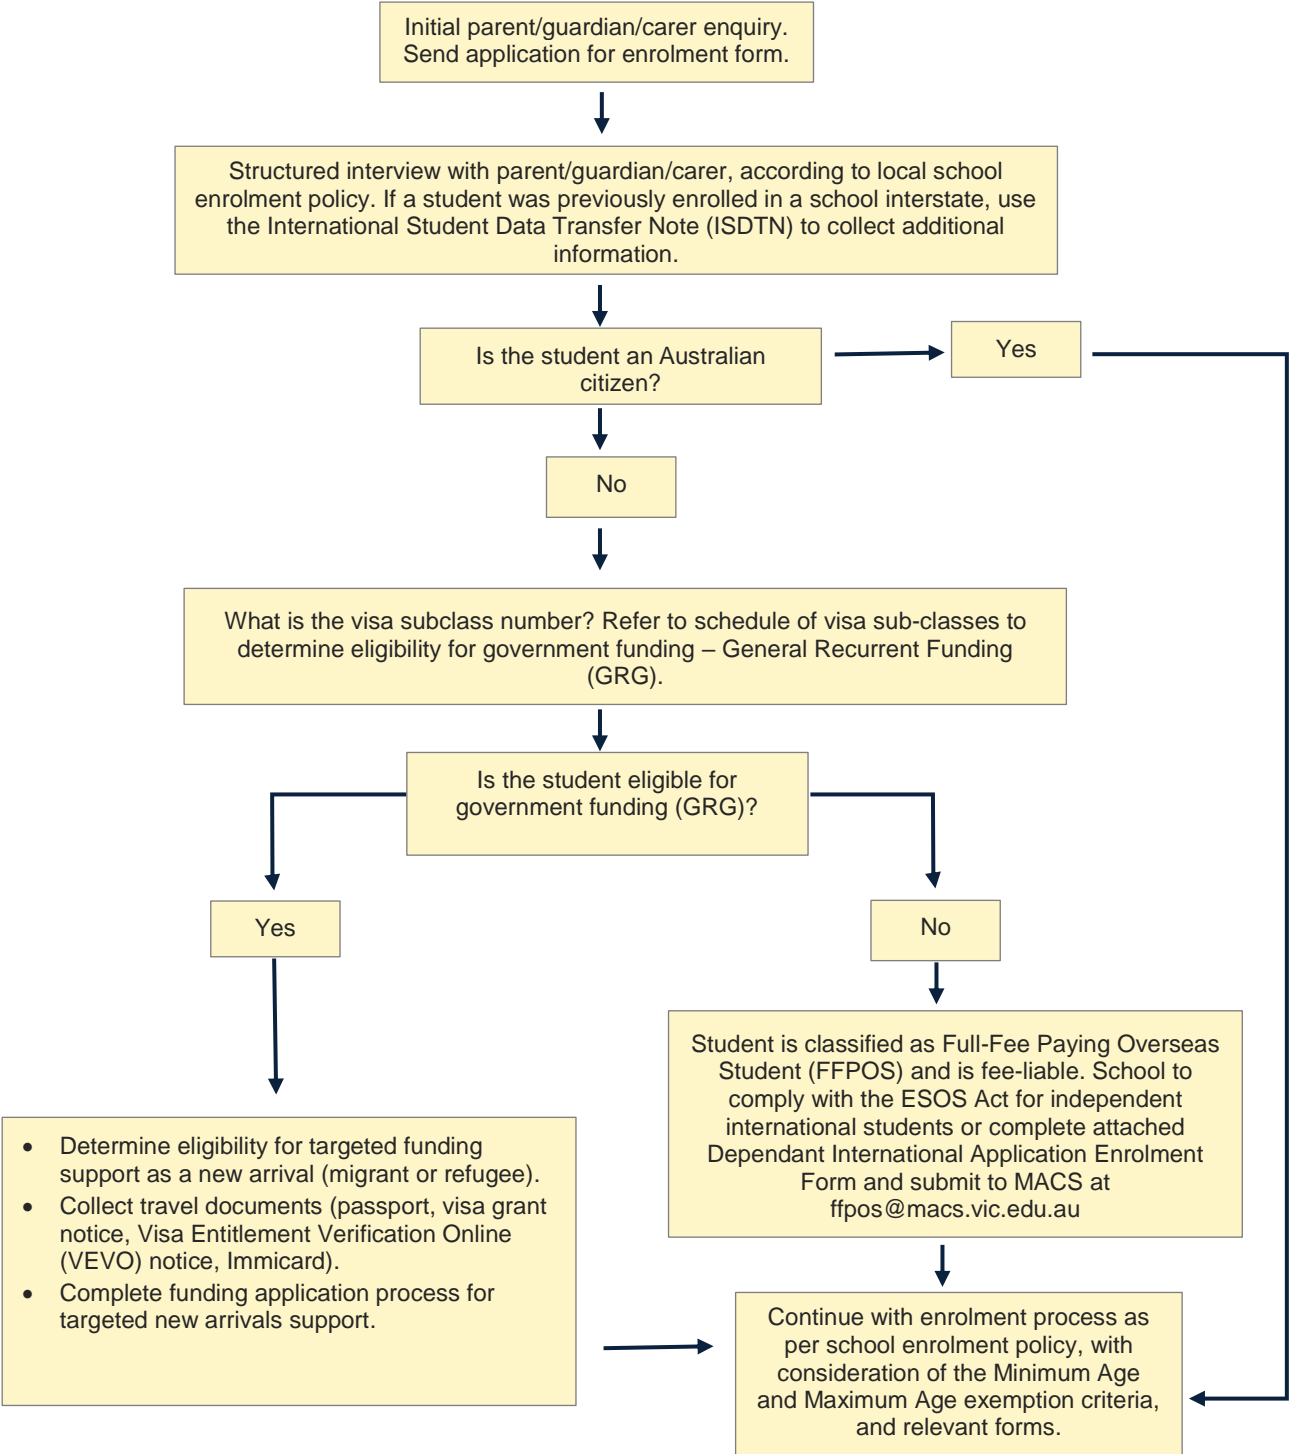 Initial parent/guardian/carer enquiry.
Send application for enrolment form.
Structured interview with parent/guardian/carer, according to local school
enrolment policy. If a student was previously enrolled in a school interstate, use
the International Student Data Transfer Note (ISDTN) to collect additional
information.
Is the student an Australian
citizen?
Yes
No
What is the visa subclass number? Refer to schedule of visa sub-classes to
determine eligibility for government funding – General Recurrent Funding
(GRG).
Is the student eligible for
government funding (GRG)?
Yes
No
Student is classified as Full-Fee Paying Overseas
Student (FFPOS) and is fee-liable. School to
comply with the ESOS Act for independent
international students or complete attached
Dependant International Application Enrolment
Form and submit to MACS at
ffpos@macs.vic.edu.au
• Determine eligibility for targeted funding
support as a new arrival (migrant or refugee).
• Collect travel documents (passport, visa grant
notice, Visa Entitlement Verification Online
(VEVO) notice, Immicard).
• Complete funding application process for
targeted new arrivals support.
Continue with enrolment process as
per school enrolment policy, with
consideration of the Minimum Age
and Maximum Age exemption criteria,
and relevant forms.